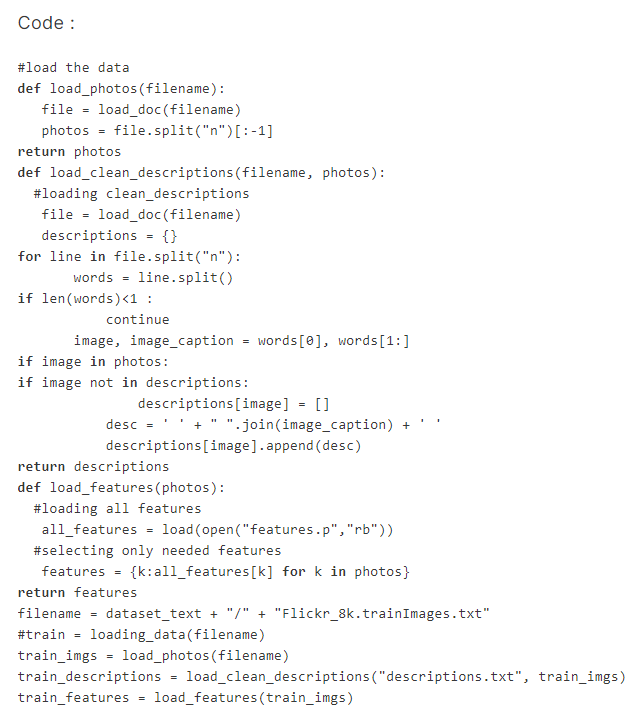 Code :
#load the data
def load_photos(filename):
   file = load_doc(filename)
   photos = file.split("n")[:-1]
return photos
def load_clean_descriptions(filename, photos):
  #loading clean_descriptions
   file = load_doc(filename)
   descriptions = {}
for line in file.split("n"):
       words = line.split()
if len(words)<1 :
           continue
       image, image_caption = words[0], words[1:]
if image in photos:
if image not in descriptions:
               descriptions[image] = []
           desc = ' ' + " ".join(image_caption) + ' '
           descriptions[image].append(desc)
return descriptions
def load_features(photos):
  #loading all features
   all_features = load(open("features.p","rb"))
  #selecting only needed features
   features = {k:all_features[k] for k in photos}
return features
filename = dataset_text + "/" + "Flickr_8k.trainImages.txt"
#train = loading_data(filename)
train_imgs = load_photos(filename)
train_descriptions = load_clean_descriptions("descriptions.txt", train_imgs)
train_features = load_features(train_imgs)